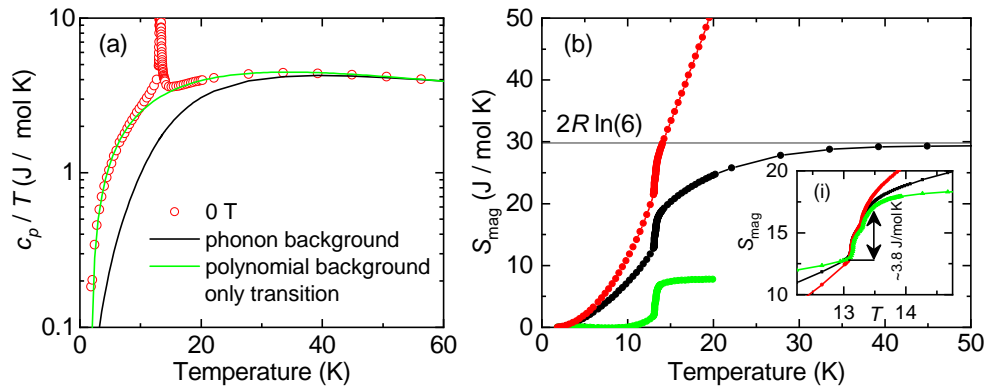 (a)
10
1
0.1
c_p / T (J / mol K)
0 T
phonon background
polynomial background
only transition
0 20 40 60
Temperature (K)
(b)
50
40
30
20
10
0
S_mag (J / mol K)
2R ln(6)
(i)
20
15
10
S_mag
~3.8 J/molK
13 T 14
0 10 20 30 40 50
Temperature (K)